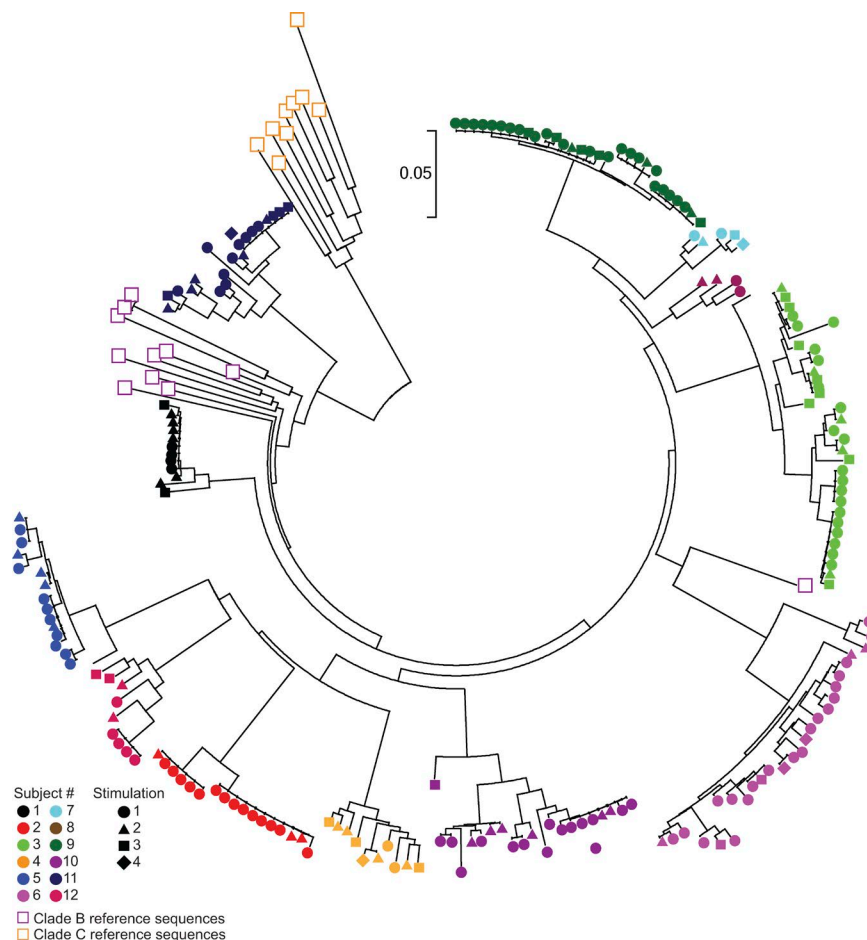 0.05
Subject # Stimulation
1 7 1
2 8 2
3 9 3
4 10 4
5 11
6 12
Clade B reference sequences
Clade C reference sequences